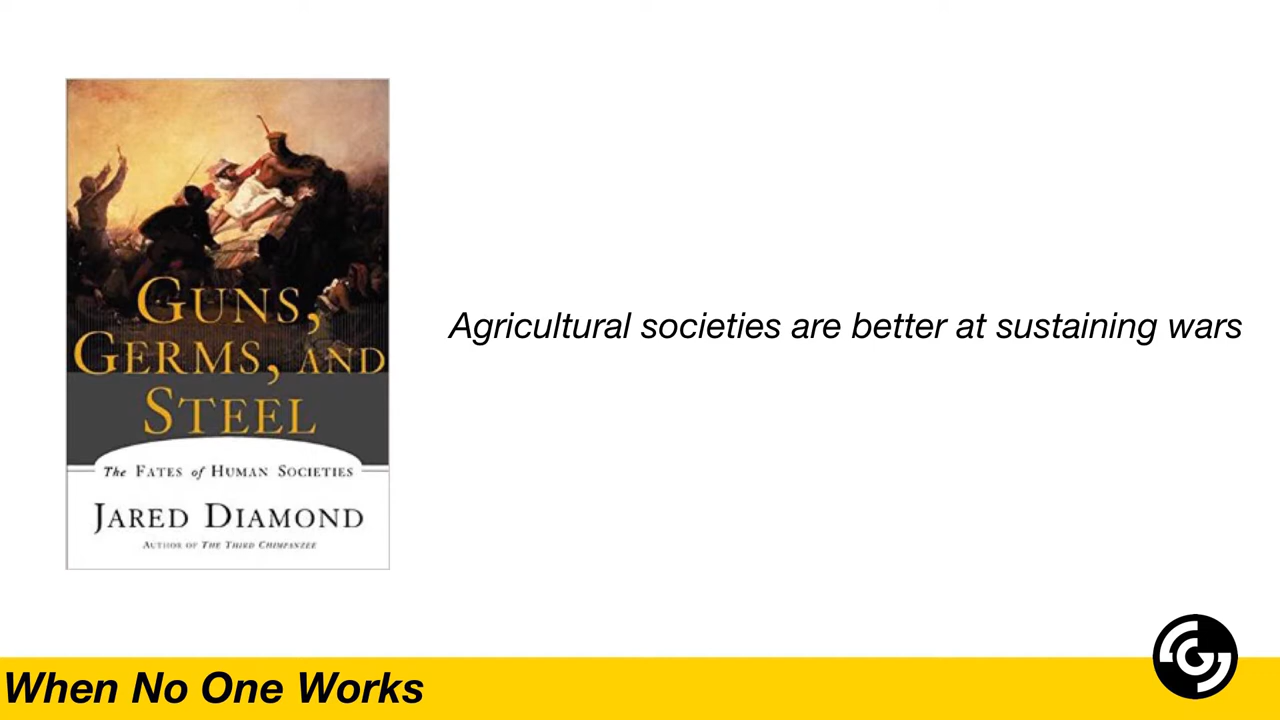 GUNS,
GERMS, AND
STEEL
The FATES of HUMAN SOCIETIES
JARED DIAMOND
AUTHOR OF THE THIRD CHIMPANZEE
Agricultural societies are better at sustaining wars
When No One Works